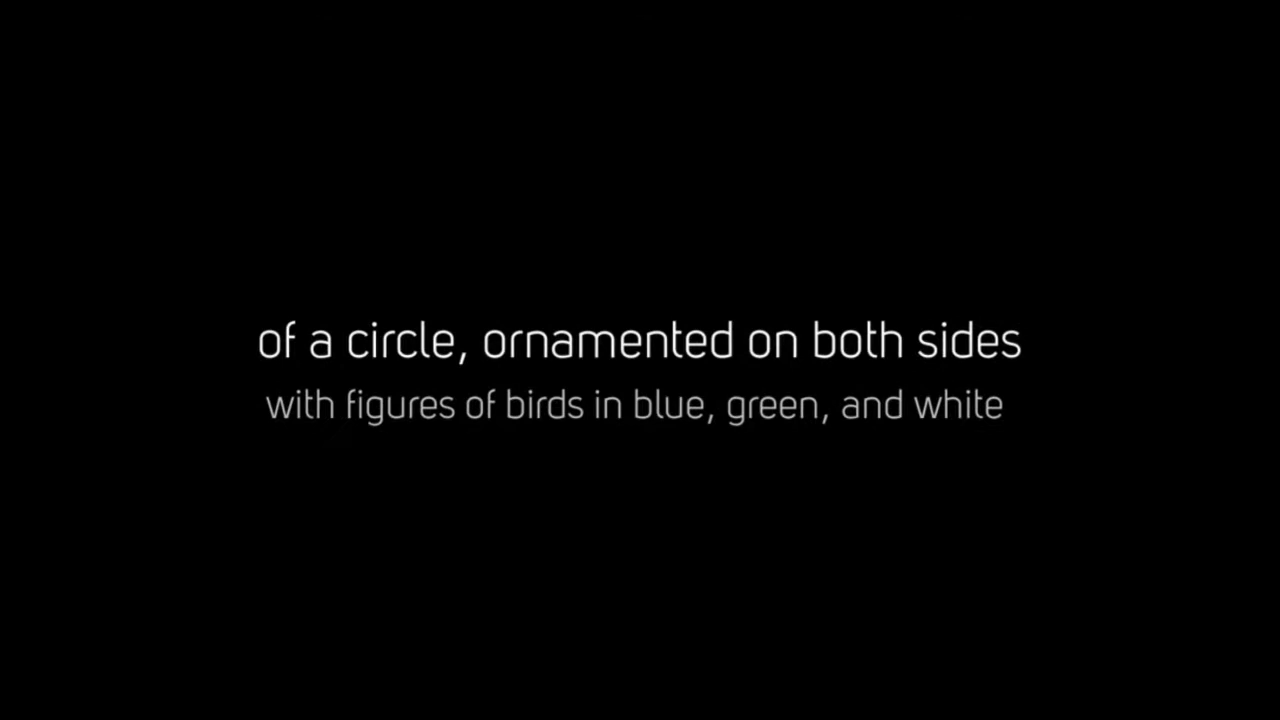 of a circle, ornamented on both sides
with figures of birds in blue, green, and white